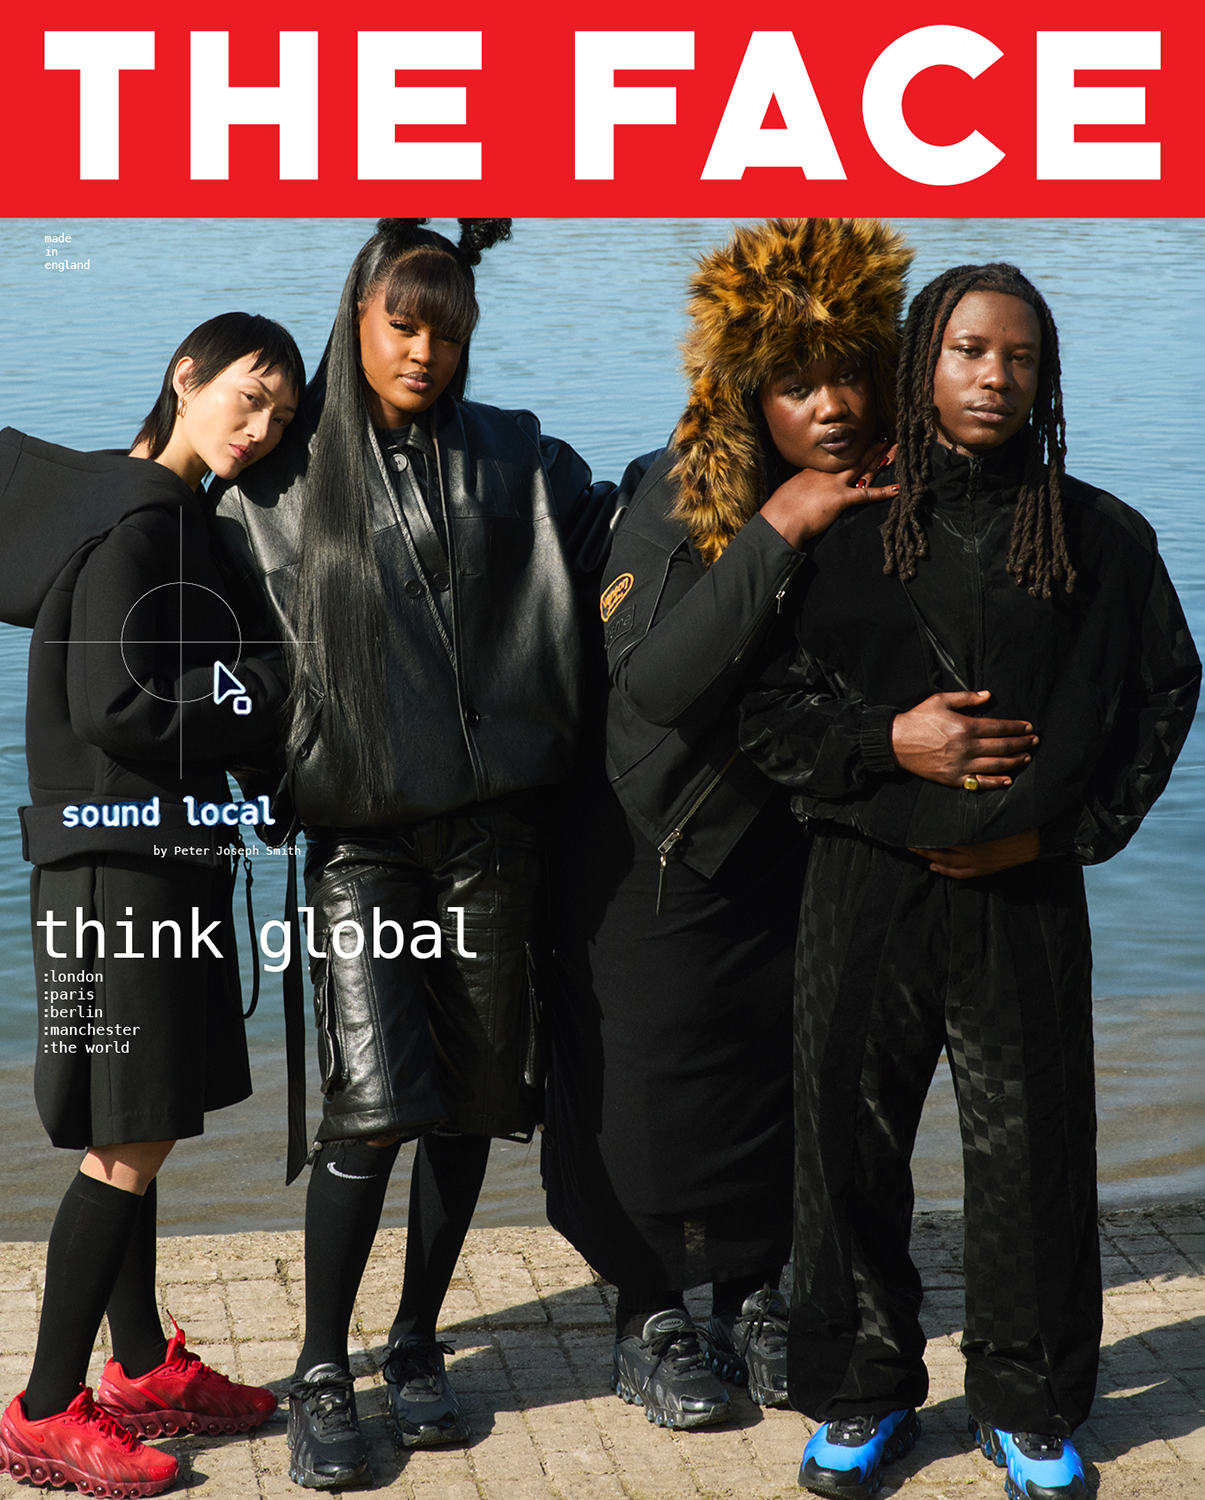 THE FACE
made
in
england
sound local
by Peter Joseph Smith
think global
:london
:paris
:berlin
:manchester
:the world